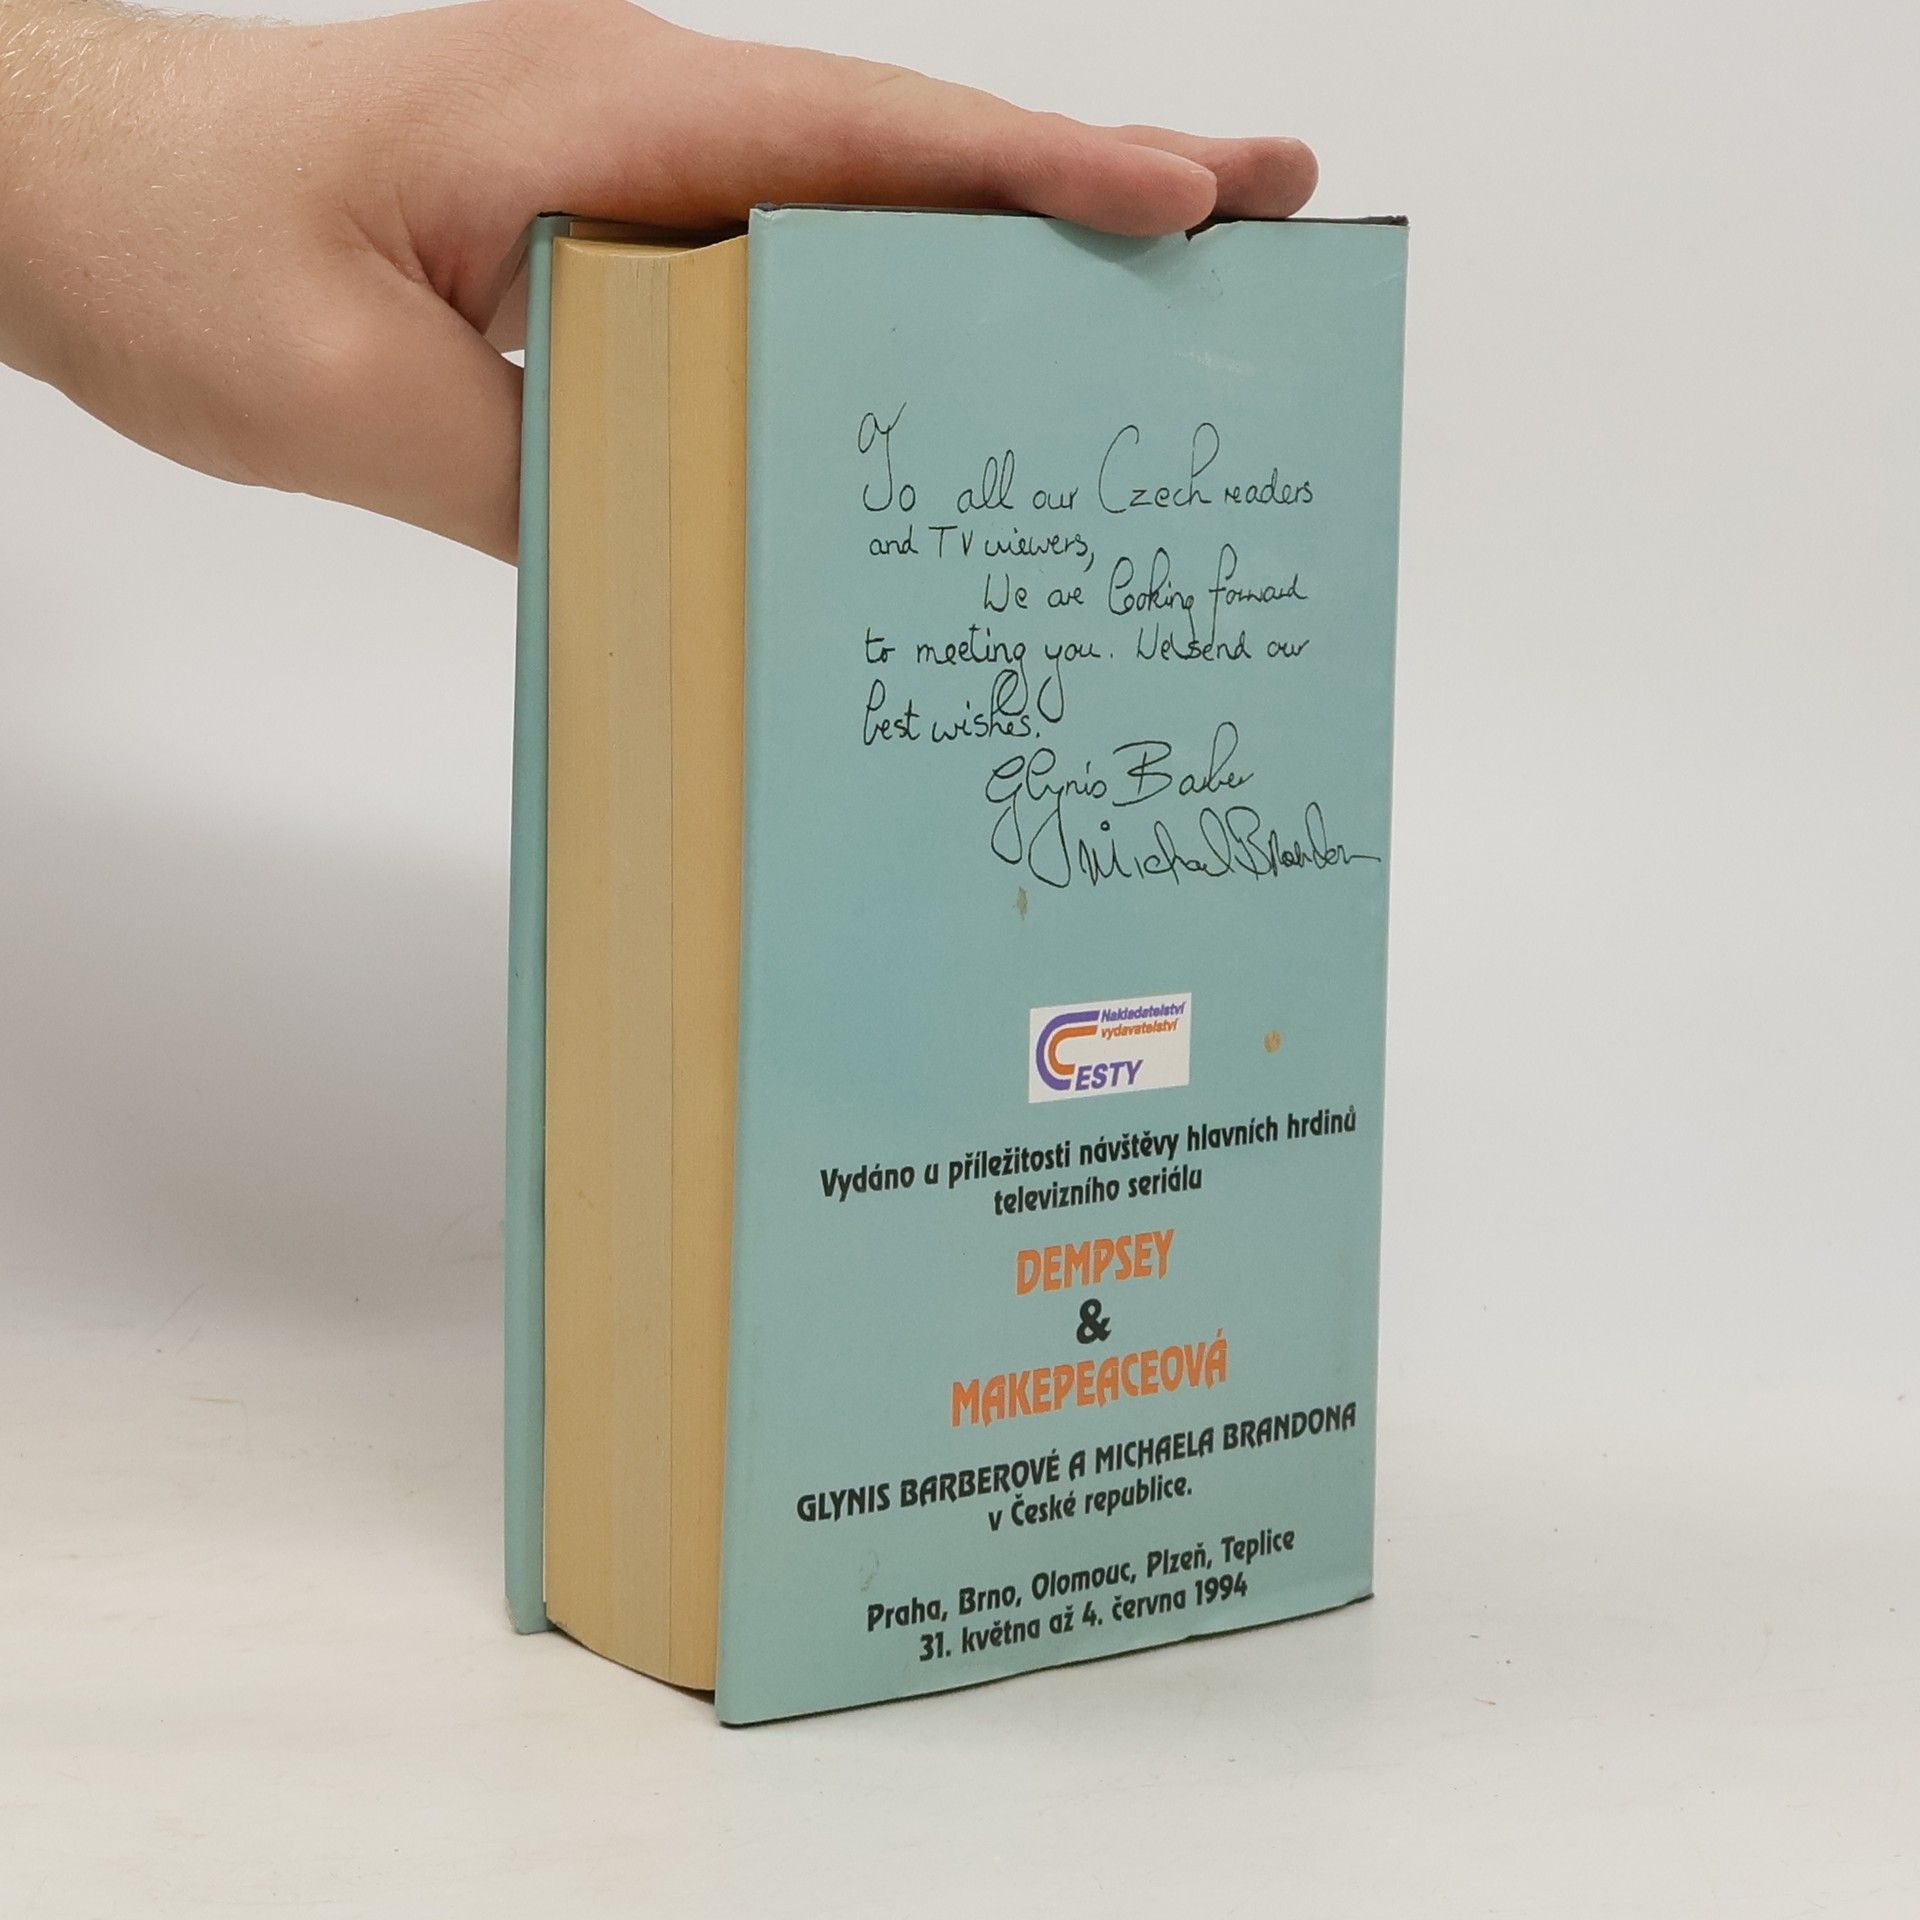 To all our Czech readers
and TV viewers,
We are looking forward
to meeting you. We send our
best wishes.
Glynis Barber
Michael Brandon
Nakladatelství
vydavatelství
CESTY
Vydáno u příležitosti návštěvy hlavních hrdinů
televizního seriálu
DEMPSEY
&
MAKEPEACEOVÁ
GLYNIS BARBEROVÉ A MICHAELA BRANDONA
v České republice.
Praha, Brno, Olomouc, Plzeň, Teplice
31. května až 4. června 1994